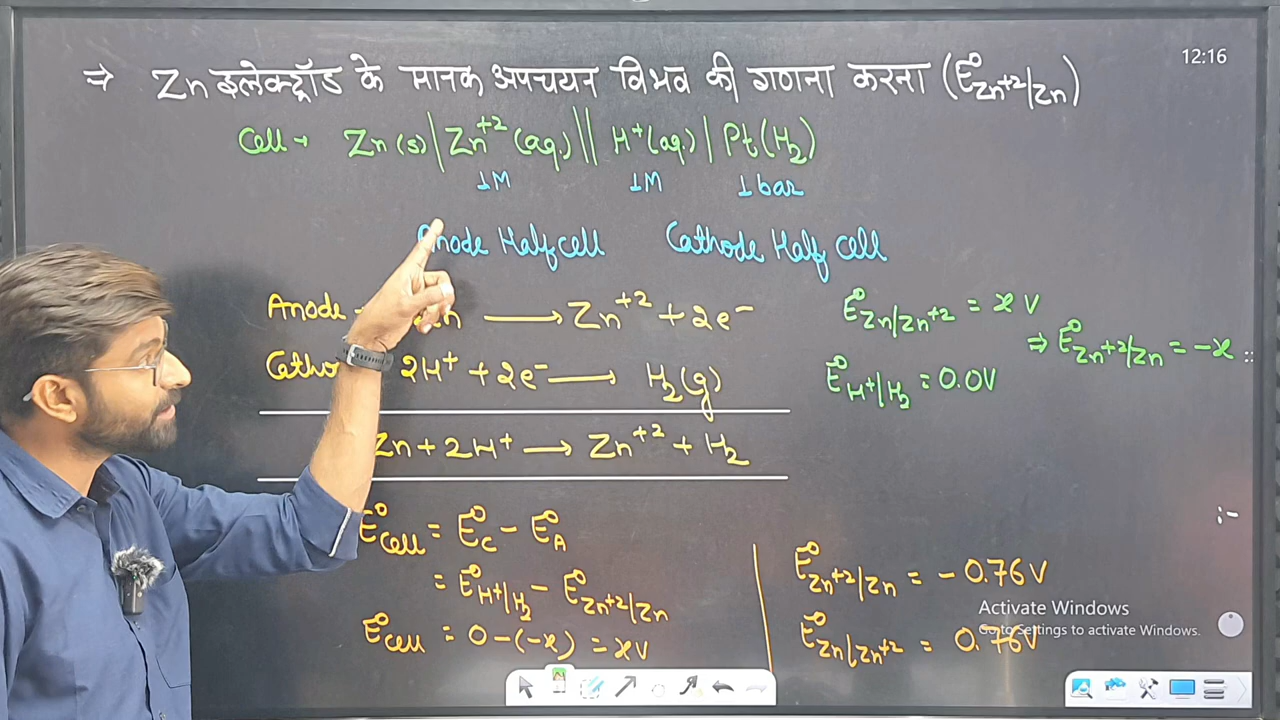 12:16
⇒ Zn इलेक्ट्रॉड के मानक अपचयन विभव की गणना करना (E°Zn+2/Zn)
Cell → Zn(s)|Zn+2(aq.)||H+(aq.)|Pt(H2)
1M 1M 1bar
Anode Half cell Cathode Half cell
Anode → Zn ⟶ Zn+2 + 2e−
E°Zn/Zn+2 = x V
⇒ E°Zn+2/Zn = -x
2H+ + 2e− ⟶ H2(g)
E°H+/H2 = 0.0V
Zn + 2H+ ⟶ Zn+2 + H2
E°Cell = E°C - E°A
= E°H+/H2 - E°Zn+2/Zn
E°Cell = 0-(-x) = x V
E°Zn+2/Zn = -0.76V
E°Zn/Zn+2 = 0.76V
Activate Windows
Go to Settings to activate Windows.